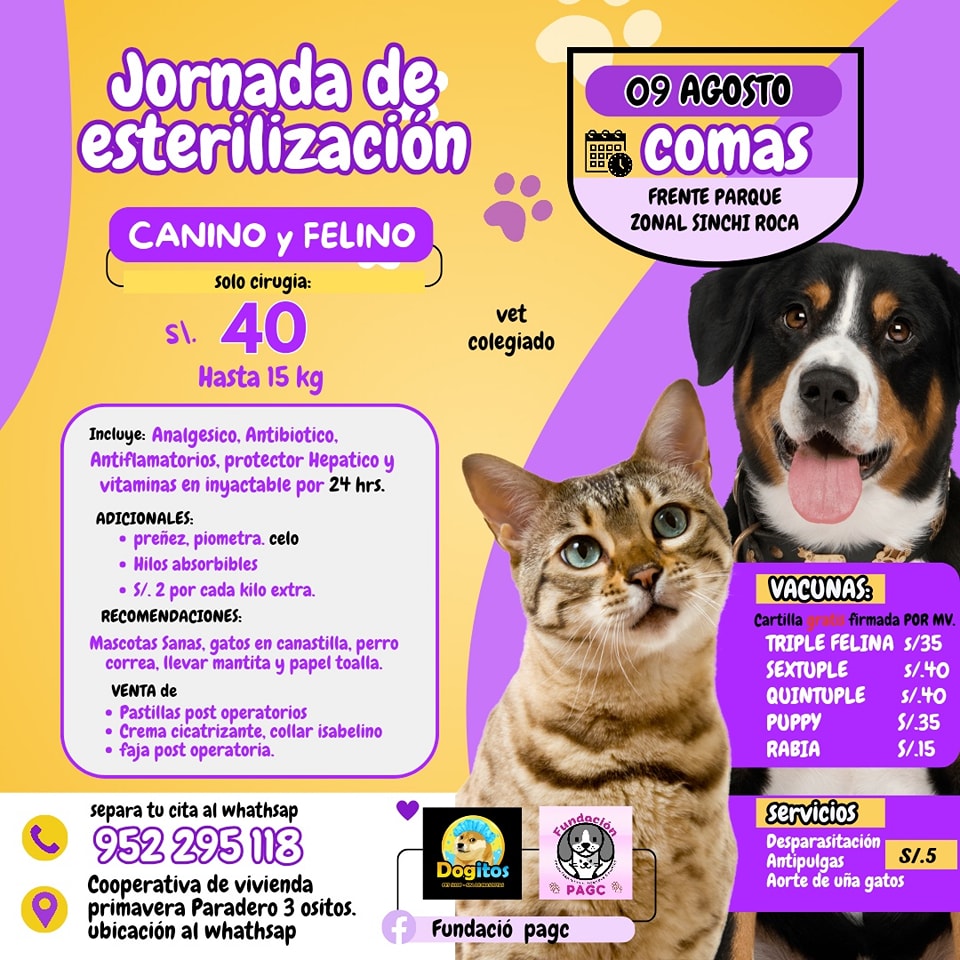 Jornada de
esterilización
CANINO y FELINO
solo cirugia:
S/. 40
Hasta 15 kg
09 AGOSTO
comas
FRENTE PARQUE
ZONAL SINCHI ROCA
vet
colegiado
Incluye: Analgesico, Antibiotico,
Antiflamatorios, protector Hepatico y
vitaminas en inyactable por 24 hrs.
ADICIONALES:
• preñez, piometra. celo
• Hilos absorbibles
• S/. 2 por cada kilo extra.
RECOMENDACIONES:
Mascotas Sanas, gatos en canastilla, perro
correa, llevar mantita y papel toalla.
VENTA de
• Pastillas post operatorios
• Crema cicatrizante, collar isabelino
• faja post operatoria.
VACUNAS:
Cartilla gratis firmada POR MV.
TRIPLE FELINA S/35
SEXTUPLE S/.40
QUINTUPLE S/.40
PUPPY S/.35
RABIA S/.15
servicios
Desparasitación
Antipulgas S/.5
Aorte de uña gatos
separa tu cita al whathsap
952 295 118
Cooperativa de vivienda
primavera Paradero 3 ositos.
ubicación al whathsap
Dogitos
Fundación
PAGC
Fundació pagc